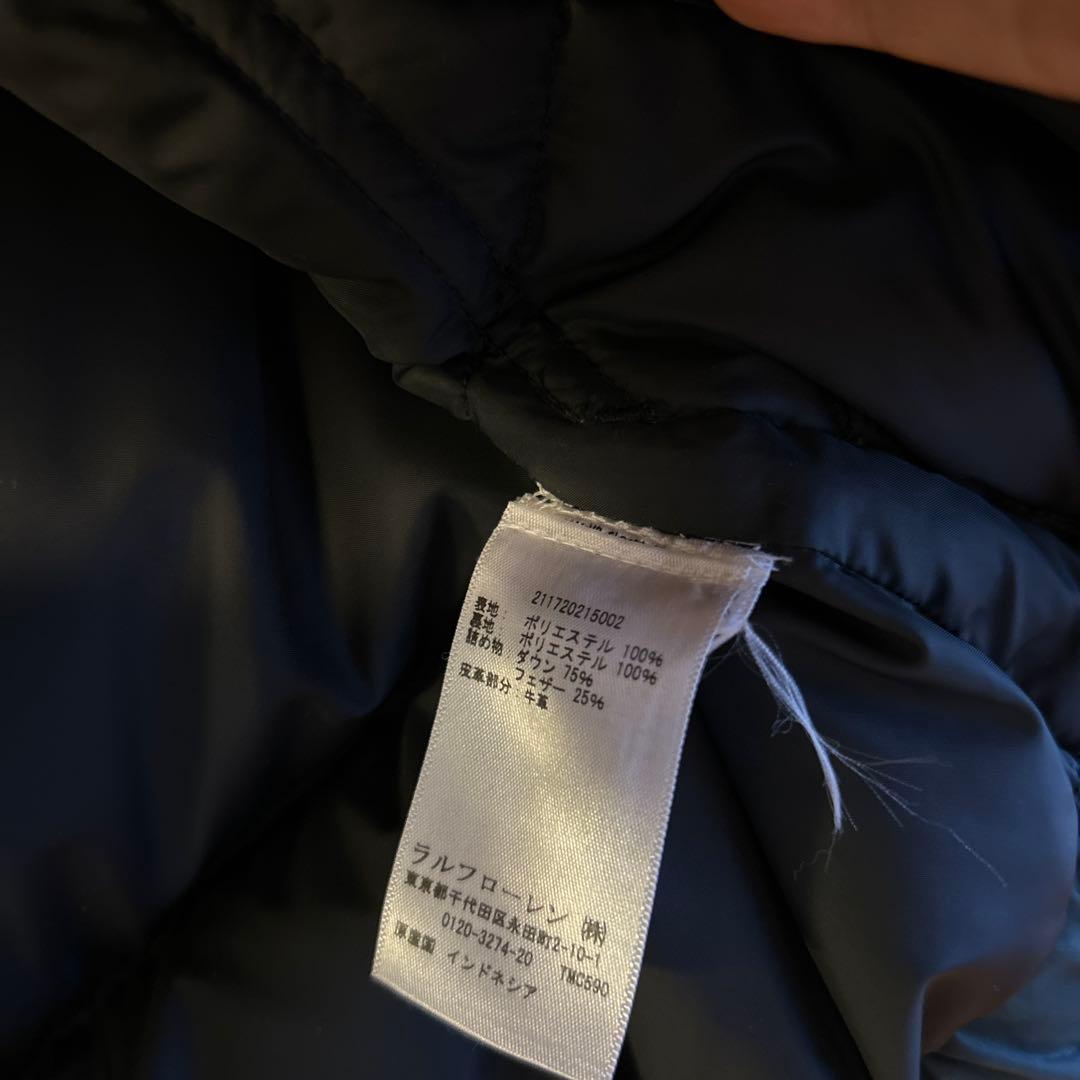 211720215002
表地: ポリエステル 100%
裏地: ポリエステル 100%
詰め物 ダウン 75%
フェザー 25%
皮革部分: 牛革
ラルフローレン ㈱
東京都千代田区永田町2-10-1
0120-3274-20 TMC590
原産国 インドネシア